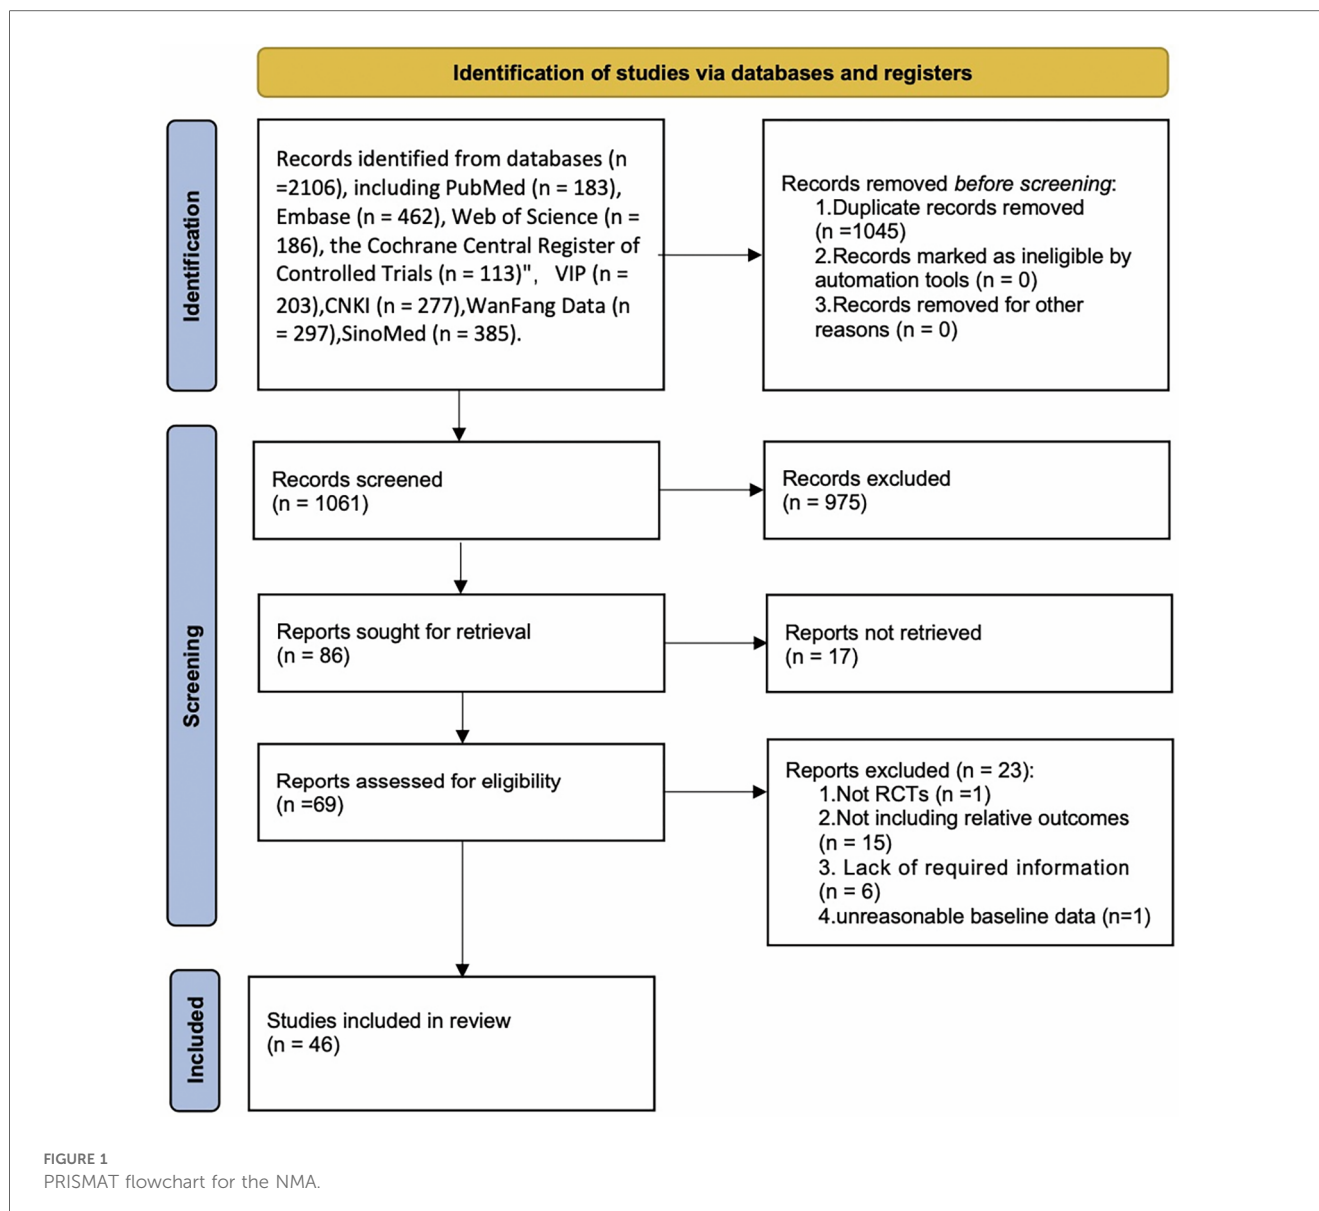 Identification of studies via databases and registers
Identification
Records identified from databases (n
=2106), including PubMed (n = 183),
Embase (n = 462), Web of Science (n =
186), the Cochrane Central Register of
Controlled Trials (n = 113)", VIP (n =
203),CNKI (n = 277),WanFang Data (n
= 297),SinoMed (n = 385).
Records removed before screening:
1.Duplicate records removed
(n =1045)
2.Records marked as ineligible by
automation tools (n = 0)
3.Records removed for other
reasons (n = 0)
Screening
Records screened
(n = 1061)
Records excluded
(n = 975)
Reports sought for retrieval
(n = 86)
Reports not retrieved
(n = 17)
Reports assessed for eligibility
(n =69)
Reports excluded (n = 23):
1.Not RCTs (n =1)
2.Not including relative outcomes
(n = 15)
3. Lack of required information
(n = 6)
4.unreasonable baseline data (n=1)
Included
Studies included in review
(n = 46)
FIGURE 1
PRISMAT flowchart for the NMA.